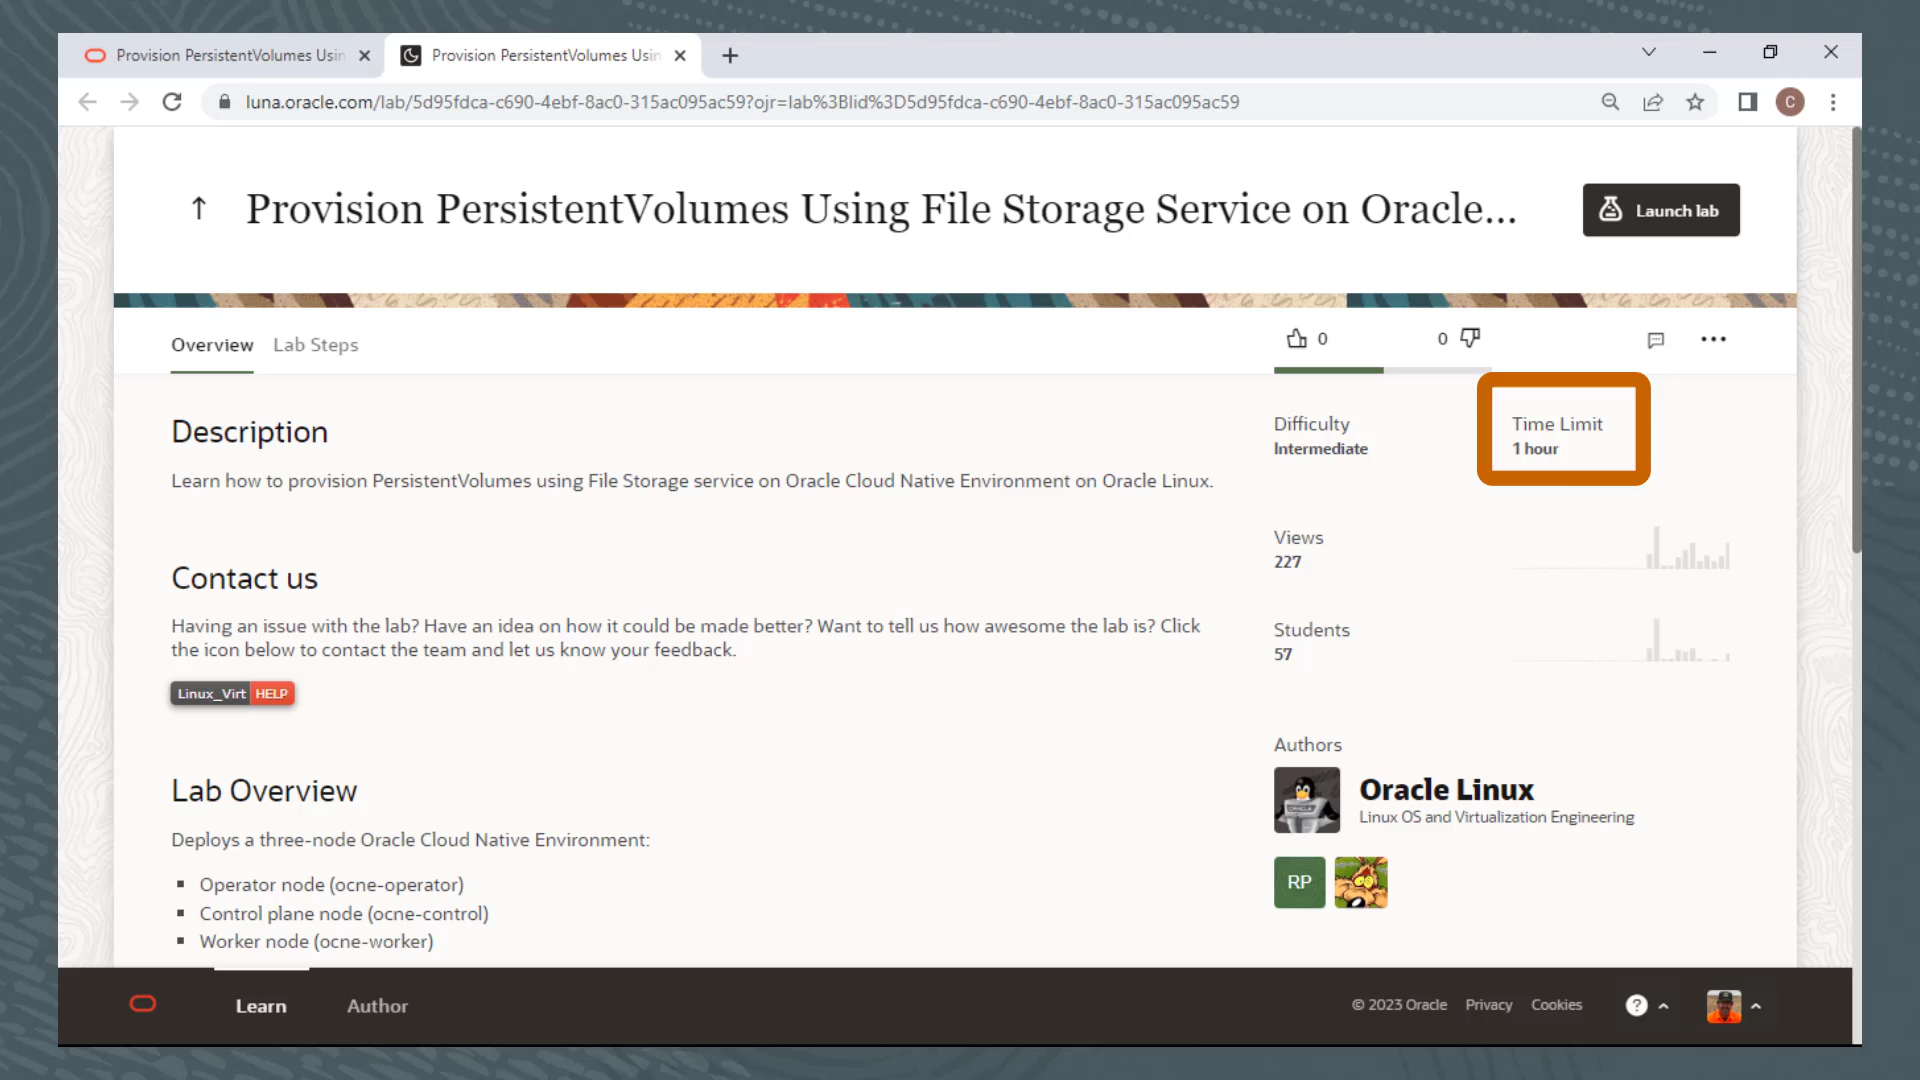 Provision PersistentVolumes Usin
Provision PersistentVolumes Usin
luna.oracle.com/lab/5d95fdca-c690-4ebf-8ac0-315ac095ac59?ojr=lab%3Blid%3D5d95fdca-c690-4ebf-8ac0-315ac095ac59
C
Provision PersistentVolumes Using File Storage Service on Oracle...
Launch lab
Overview
Lab Steps
0
0
Description
Learn how to provision PersistentVolumes using File Storage service on Oracle Cloud Native Environment on Oracle Linux.
Contact us
Having an issue with the lab? Have an idea on how it could be made better? Want to tell us how awesome the lab is? Click
the icon below to contact the team and let us know your feedback.
Linux_Virt HELP
Lab Overview
Deploys a three-node Oracle Cloud Native Environment:
Operator node (ocne-operator)
Control plane node (ocne-control)
Worker node (ocne-worker)
Difficulty
Intermediate
Time Limit
1 hour
Views
227
Students
57
Authors
Oracle Linux
Linux OS and Virtualization Engineering
RP
Learn
Author
© 2023 Oracle
Privacy
Cookies
?